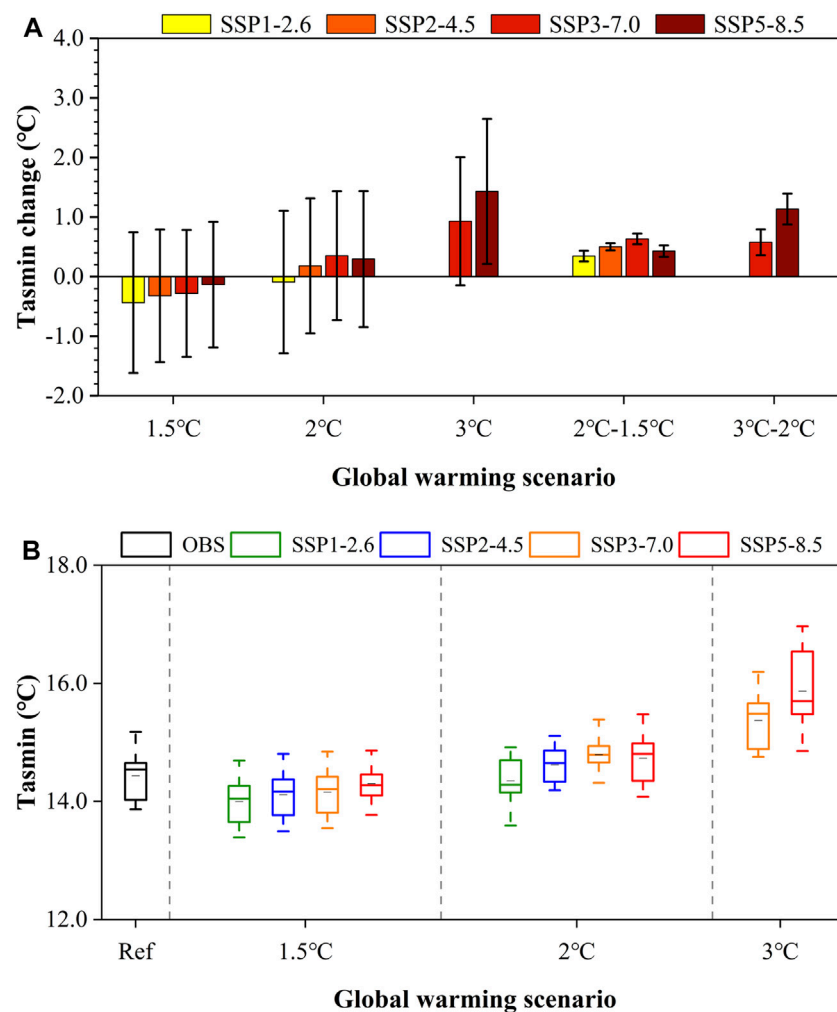 A
SSP1-2.6 SSP2-4.5 SSP3-7.0 SSP5-8.5
4.0
3.0
2.0
1.0
0.0
-1.0
-2.0
Tasmin change (℃)
1.5℃ 2℃ 3℃ 2℃-1.5℃ 3℃-2℃
Global warming scenario
B
OBS SSP1-2.6 SSP2-4.5 SSP3-7.0 SSP5-8.5
18.0
16.0
14.0
12.0
Tasmin (℃)
Ref 1.5℃ 2℃ 3℃
Global warming scenario